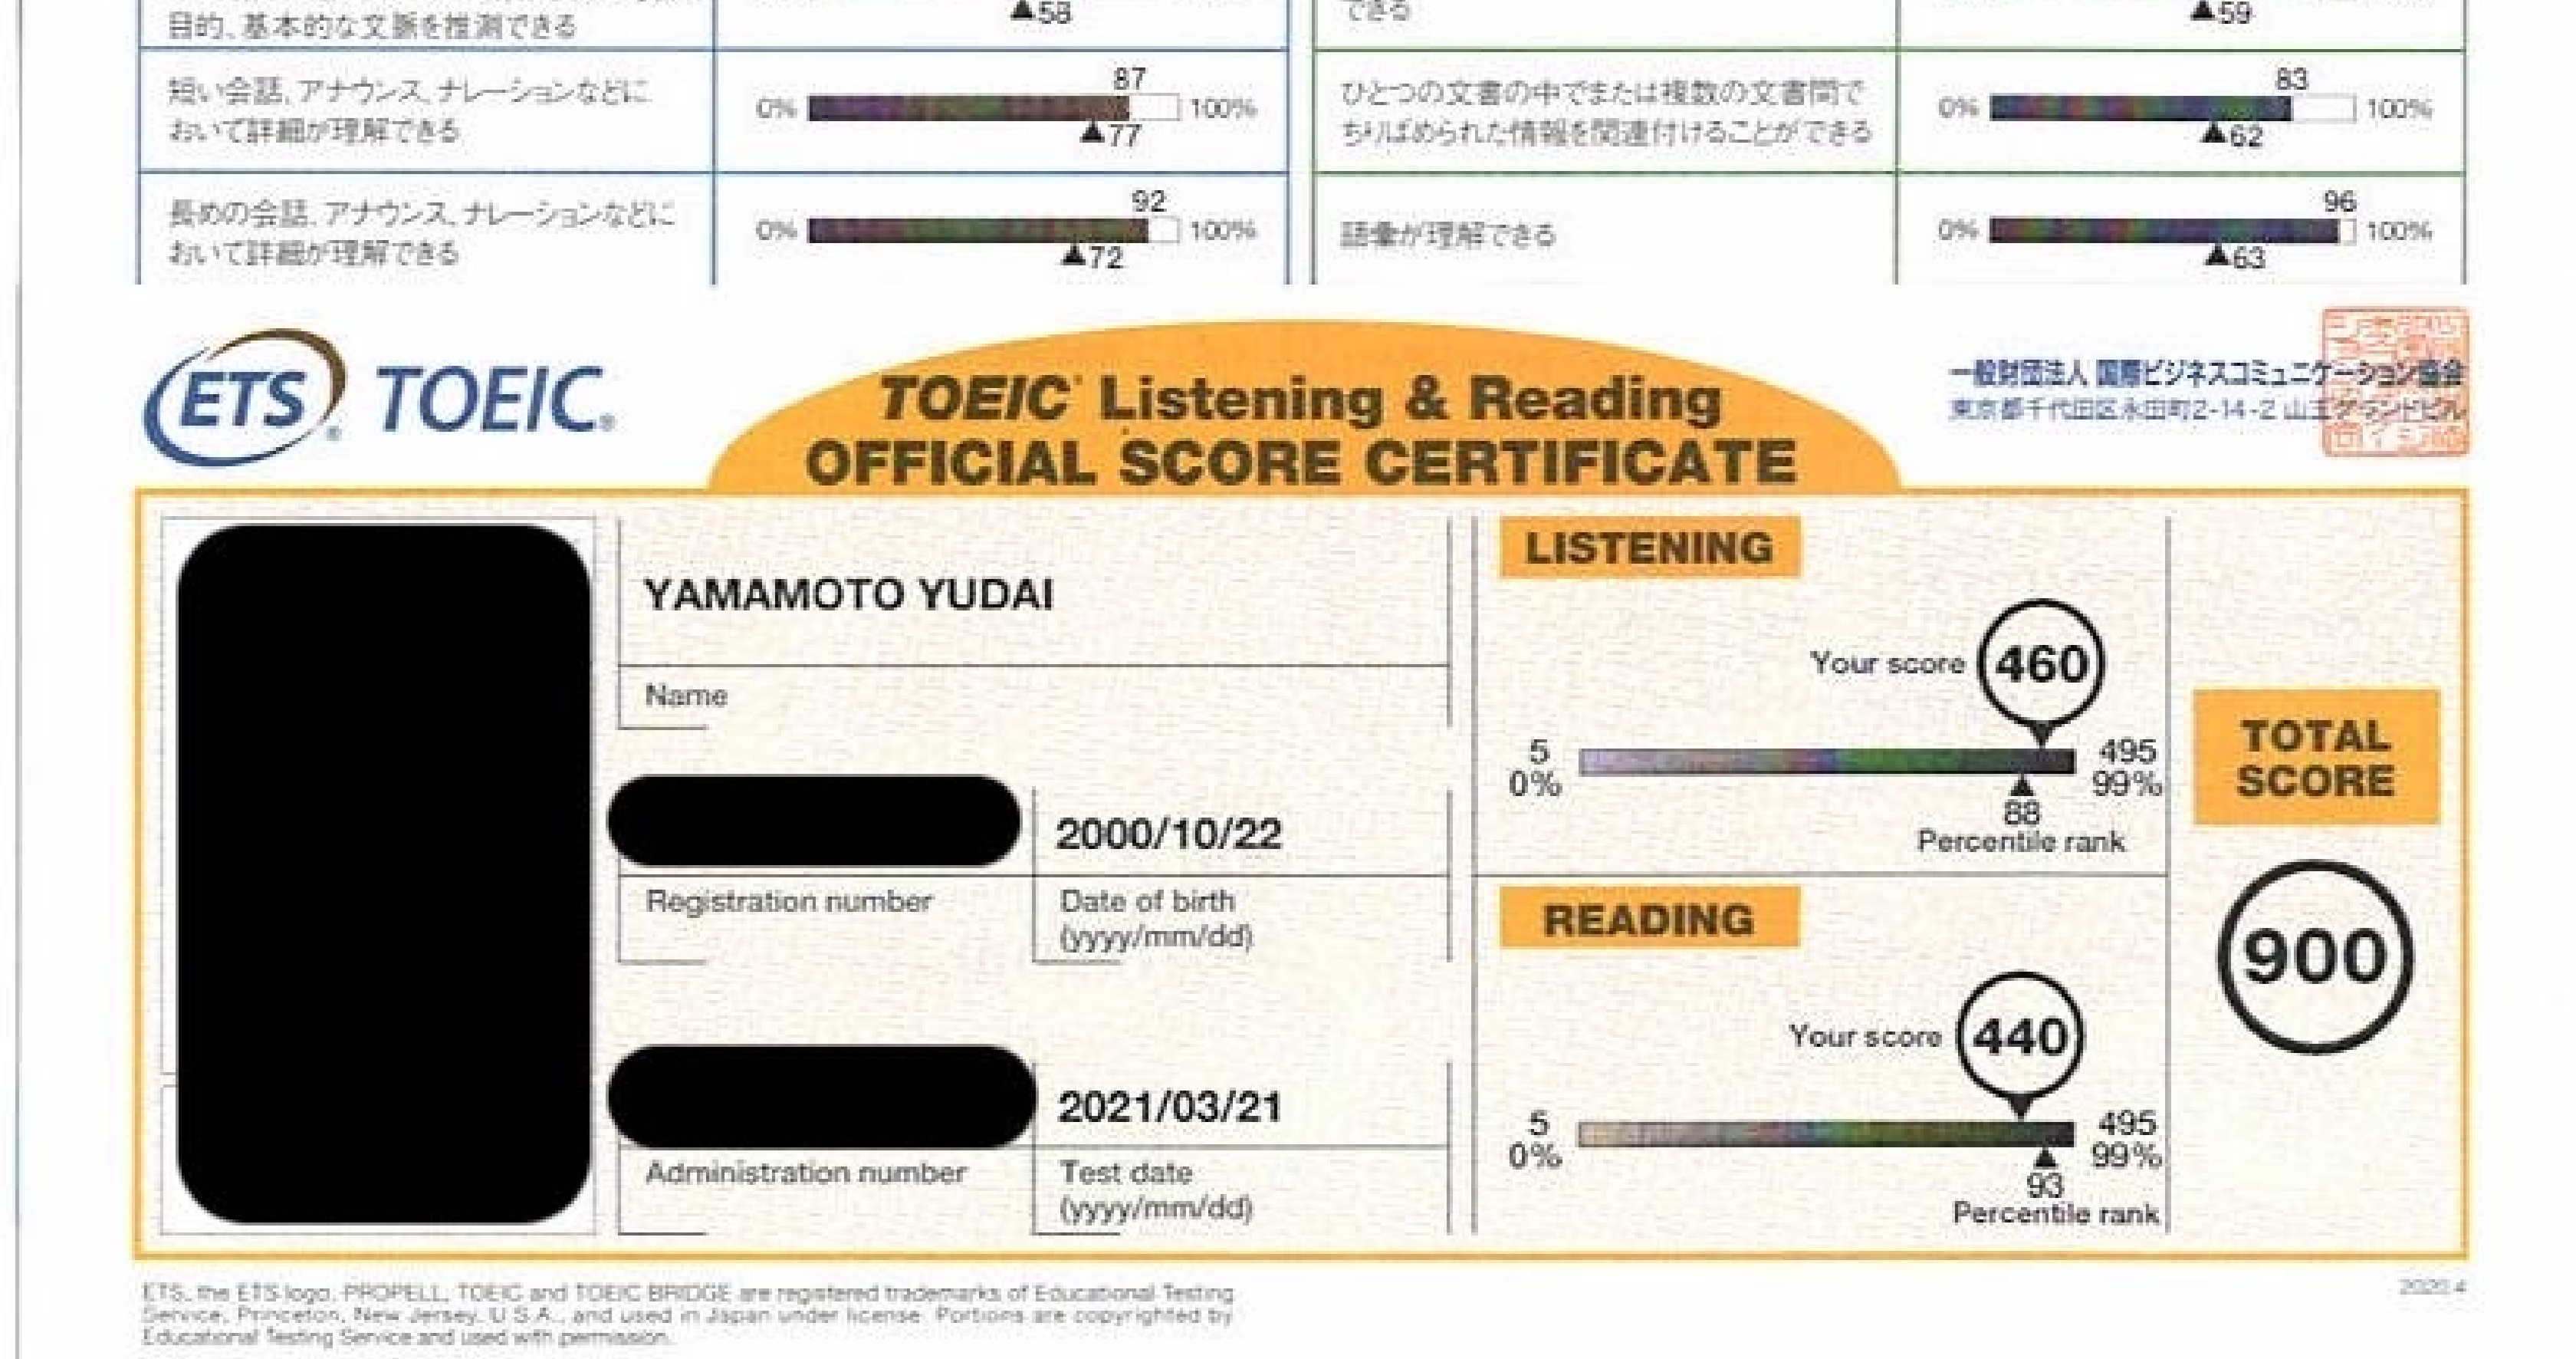 目的、基本的な文脈を推測できる
▲58
できる
▲59
短い会話、アナウンス、ナレーションなどに
おいて詳細が理解できる
0%
87
100%
▲77
ひとつの文書の中でまたは複数の文書間で
ちりばめられた情報を関連付けることができる
0%
83
100%
▲62
長めの会話、アナウンス、ナレーションなどに
おいて詳細が理解できる
0%
92
100%
▲72
語彙が理解できる
0%
96
100%
▲63
ETS® TOEIC®
TOEIC® Listening & Reading
OFFICIAL SCORE CERTIFICATE
一般財団法人 国際ビジネスコミュニケーション協会
東京都千代田区永田町2-14-2 山王グランドビル
YAMAMOTO YUDAI
Name
2000/10/22
Registration number
Date of birth
(yyyy/mm/dd)
2021/03/21
Administration number
Test date
(yyyy/mm/dd)
LISTENING
Your score 460
5
0%
495
99%
88
Percentile rank
READING
Your score 440
5
0%
495
99%
93
Percentile rank
TOTAL
SCORE
900
ETS, the ETS logo, PROPELL, TOEIC and TOEIC BRIDGE are registered trademarks of Educational Testing
Service, Princeton, New Jersey, U.S.A., and used in Japan under license. Portions are copyrighted by
Educational Testing Service and used with permission.
2020.4